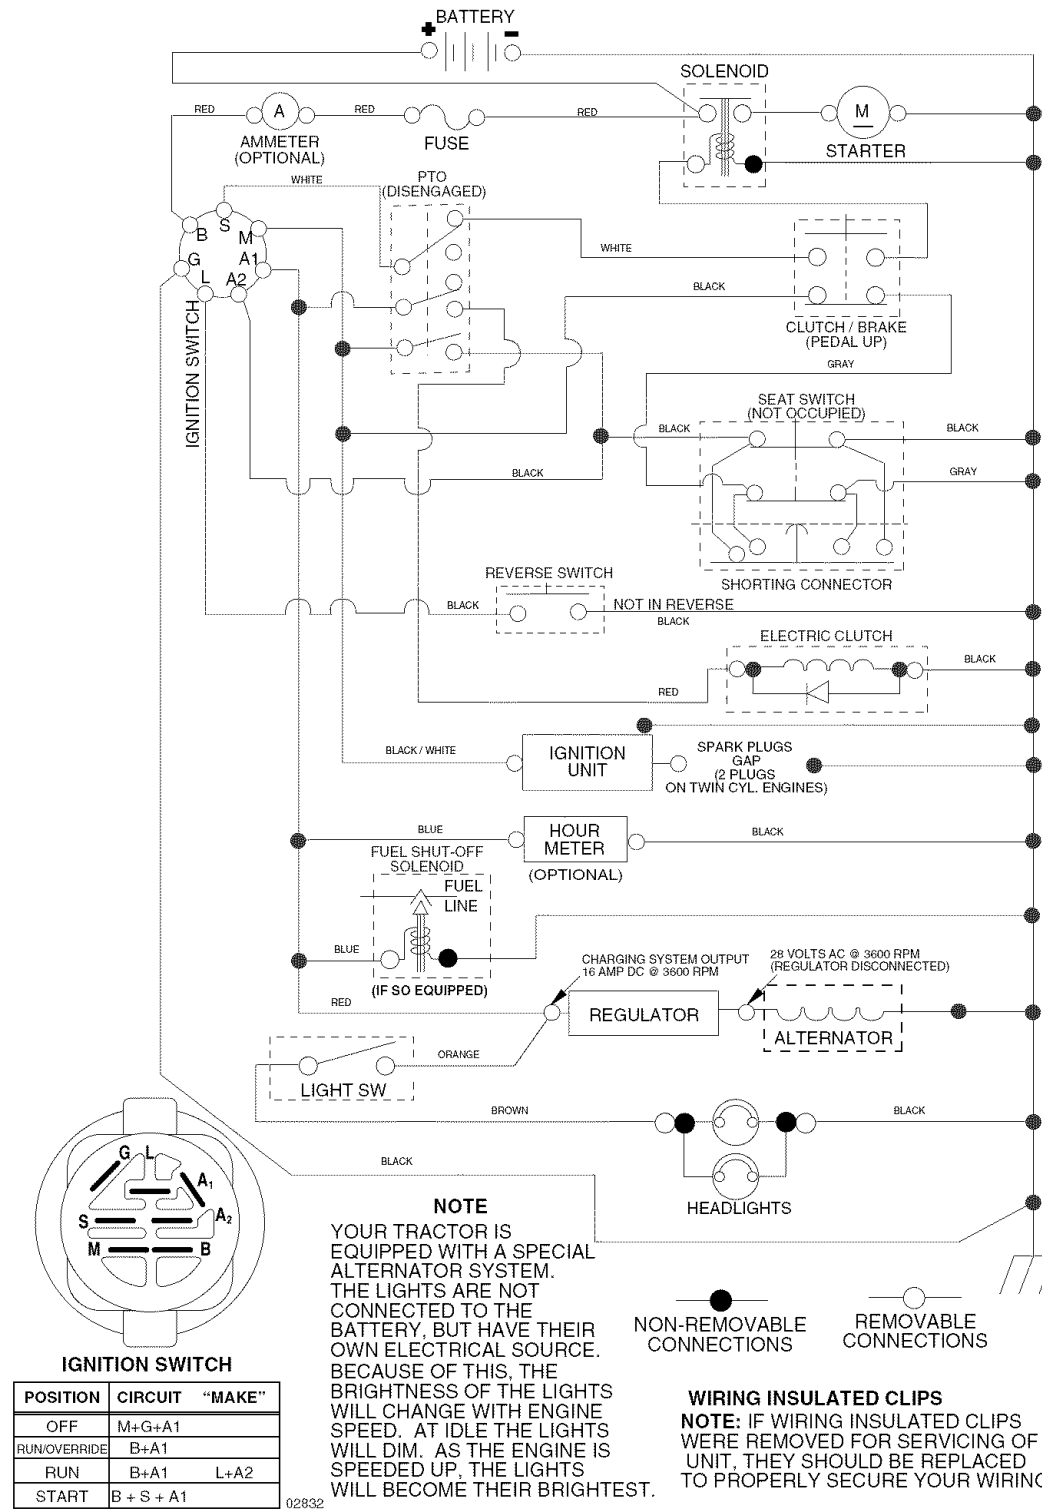 BATTERY
+
-
SOLENOID
RED
A
RED
RED
M
AMMETER
(OPTIONAL)
FUSE
STARTER
WHITE
PTO
(DISENGAGED)
B
S
M
G
A1
L
A2
WHITE
BLACK
IGNITION SWITCH
CLUTCH / BRAKE
(PEDAL UP)
GRAY
SEAT SWITCH
(NOT OCCUPIED)
BLACK
BLACK
BLACK
GRAY
SHORTING CONNECTOR
REVERSE SWITCH
BLACK
NOT IN REVERSE
BLACK
ELECTRIC CLUTCH
BLACK
RED
BLACK / WHITE
IGNITION
UNIT
SPARK PLUGS
GAP
(2 PLUGS
ON TWIN CYL. ENGINES)
BLUE
HOUR
METER
BLACK
(OPTIONAL)
FUEL SHUT-OFF
SOLENOID
FUEL
LINE
BLUE
(IF SO EQUIPPED)
CHARGING SYSTEM OUTPUT
16 AMP DC @ 3600 RPM
28 VOLTS AC @ 3600 RPM
(REGULATOR DISCONNECTED)
RED
REGULATOR
ALTERNATOR
ORANGE
LIGHT SW
BROWN
BLACK
BLACK
HEADLIGHTS
G L
A1
S
A2
M
B
IGNITION SWITCH
POSITION CIRCUIT "MAKE"
OFF M+G+A1
RUN/OVERRIDE B+A1
RUN B+A1 L+A2
START B + S + A1
02832
NOTE
YOUR TRACTOR IS
EQUIPPED WITH A SPECIAL
ALTERNATOR SYSTEM.
THE LIGHTS ARE NOT
CONNECTED TO THE
BATTERY, BUT HAVE THEIR
OWN ELECTRICAL SOURCE.
BECAUSE OF THIS, THE
BRIGHTNESS OF THE LIGHTS
WILL CHANGE WITH ENGINE
SPEED. AT IDLE THE LIGHTS
WILL DIM. AS THE ENGINE IS
SPEEDED UP, THE LIGHTS
WILL BECOME THEIR BRIGHTEST.
NON-REMOVABLE
CONNECTIONS
REMOVABLE
CONNECTIONS
WIRING INSULATED CLIPS
NOTE: IF WIRING INSULATED CLIPS
WERE REMOVED FOR SERVICING OF
UNIT, THEY SHOULD BE REPLACED
TO PROPERLY SECURE YOUR WIRING